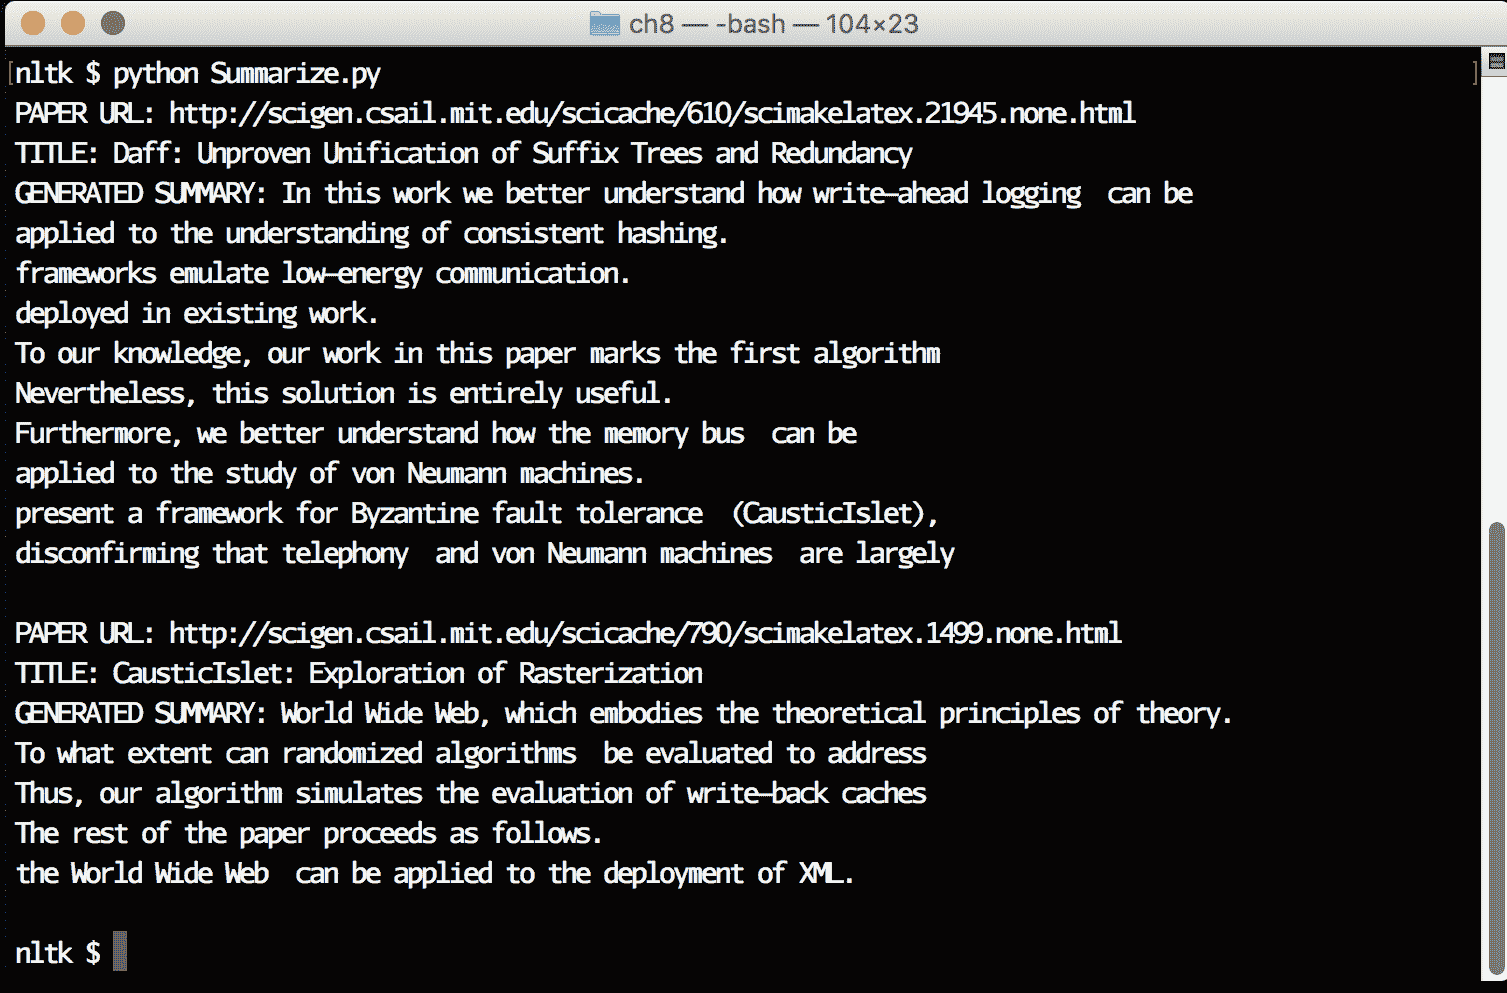 ch8 — -bash — 104×23
[nltk $ python Summarize.py ]
PAPER URL: http://scigen.csail.mit.edu/scicache/610/scimakelatex.21945.none.html
TITLE: Daff: Unproven Unification of Suffix Trees and Redundancy
GENERATED SUMMARY: In this work we better understand how write-ahead logging  can be
applied to the understanding of consistent hashing.
frameworks emulate low-energy communication.
deployed in existing work.
To our knowledge, our work in this paper marks the first algorithm
Nevertheless, this solution is entirely useful.
Furthermore, we better understand how the memory bus  can be
applied to the study of von Neumann machines.
present a framework for Byzantine fault tolerance  (CausticIslet),
disconfirming that telephony  and von Neumann machines  are largely
PAPER URL: http://scigen.csail.mit.edu/scicache/790/scimakelatex.1499.none.html
TITLE: CausticIslet: Exploration of Rasterization
GENERATED SUMMARY: World Wide Web, which embodies the theoretical principles of theory.
To what extent can randomized algorithms  be evaluated to address
Thus, our algorithm simulates the evaluation of write-back caches
The rest of the paper proceeds as follows.
the World Wide Web  can be applied to the deployment of XML.
nltk $